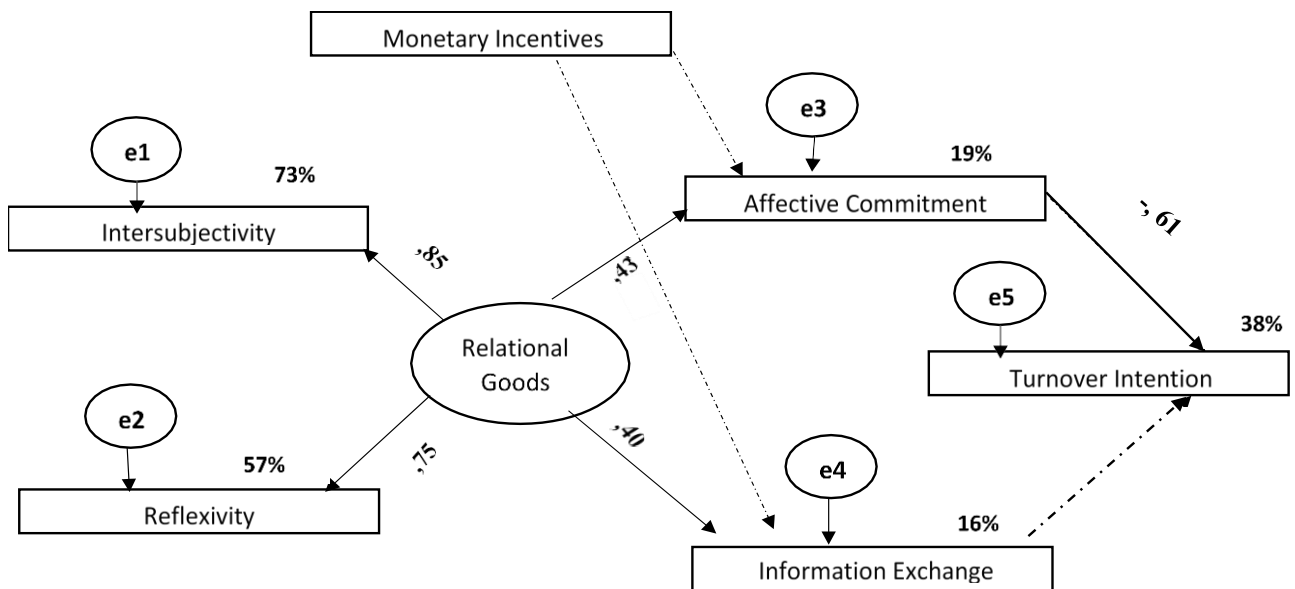 Monetary Incentives
e3
e1
19%
73%
Affective Commitment
-, 61
Intersubjectivity
,85
,43
e5
38%
Relational
Goods
Turnover Intention
e2
,40
,75
57%
e4
Reflexivity
16%
Information Exchange